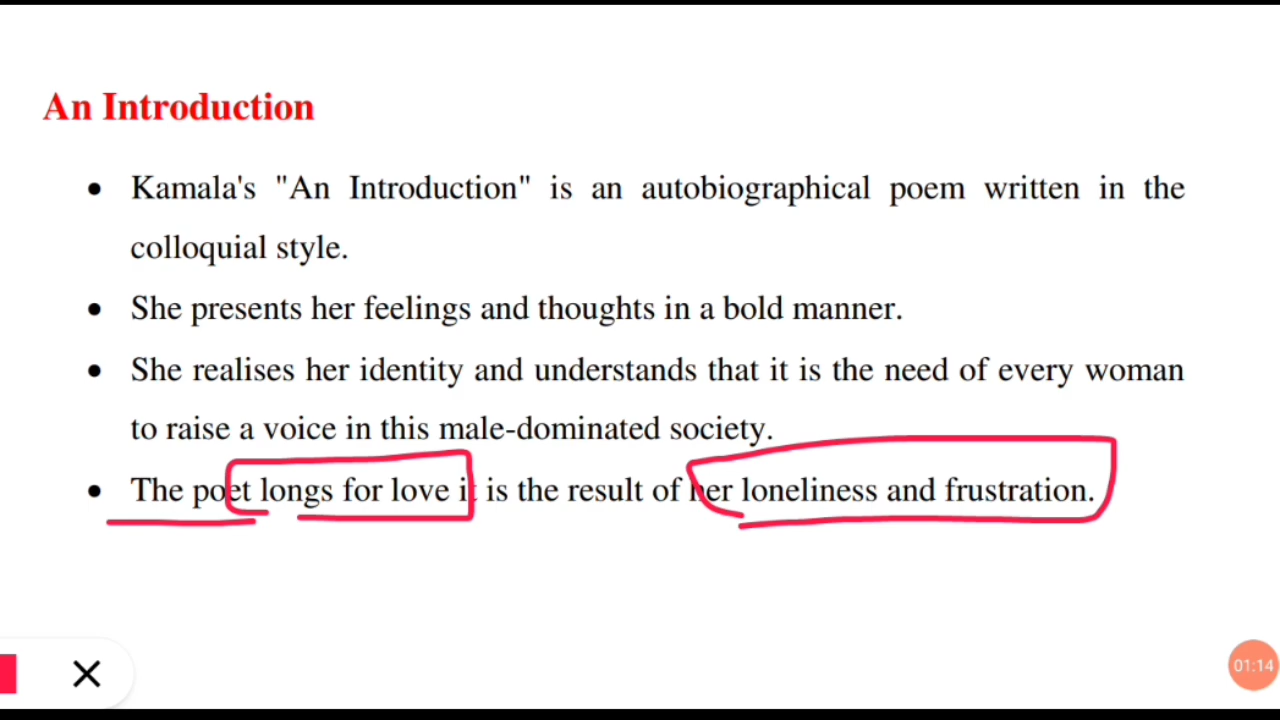 An Introduction
• Kamala's "An Introduction" is an autobiographical poem written in the
colloquial style.
• She presents her feelings and thoughts in a bold manner.
• She realises her identity and understands that it is the need of every woman
to raise a voice in this male-dominated society.
• The poet longs for love it is the result of her loneliness and frustration.
01:14